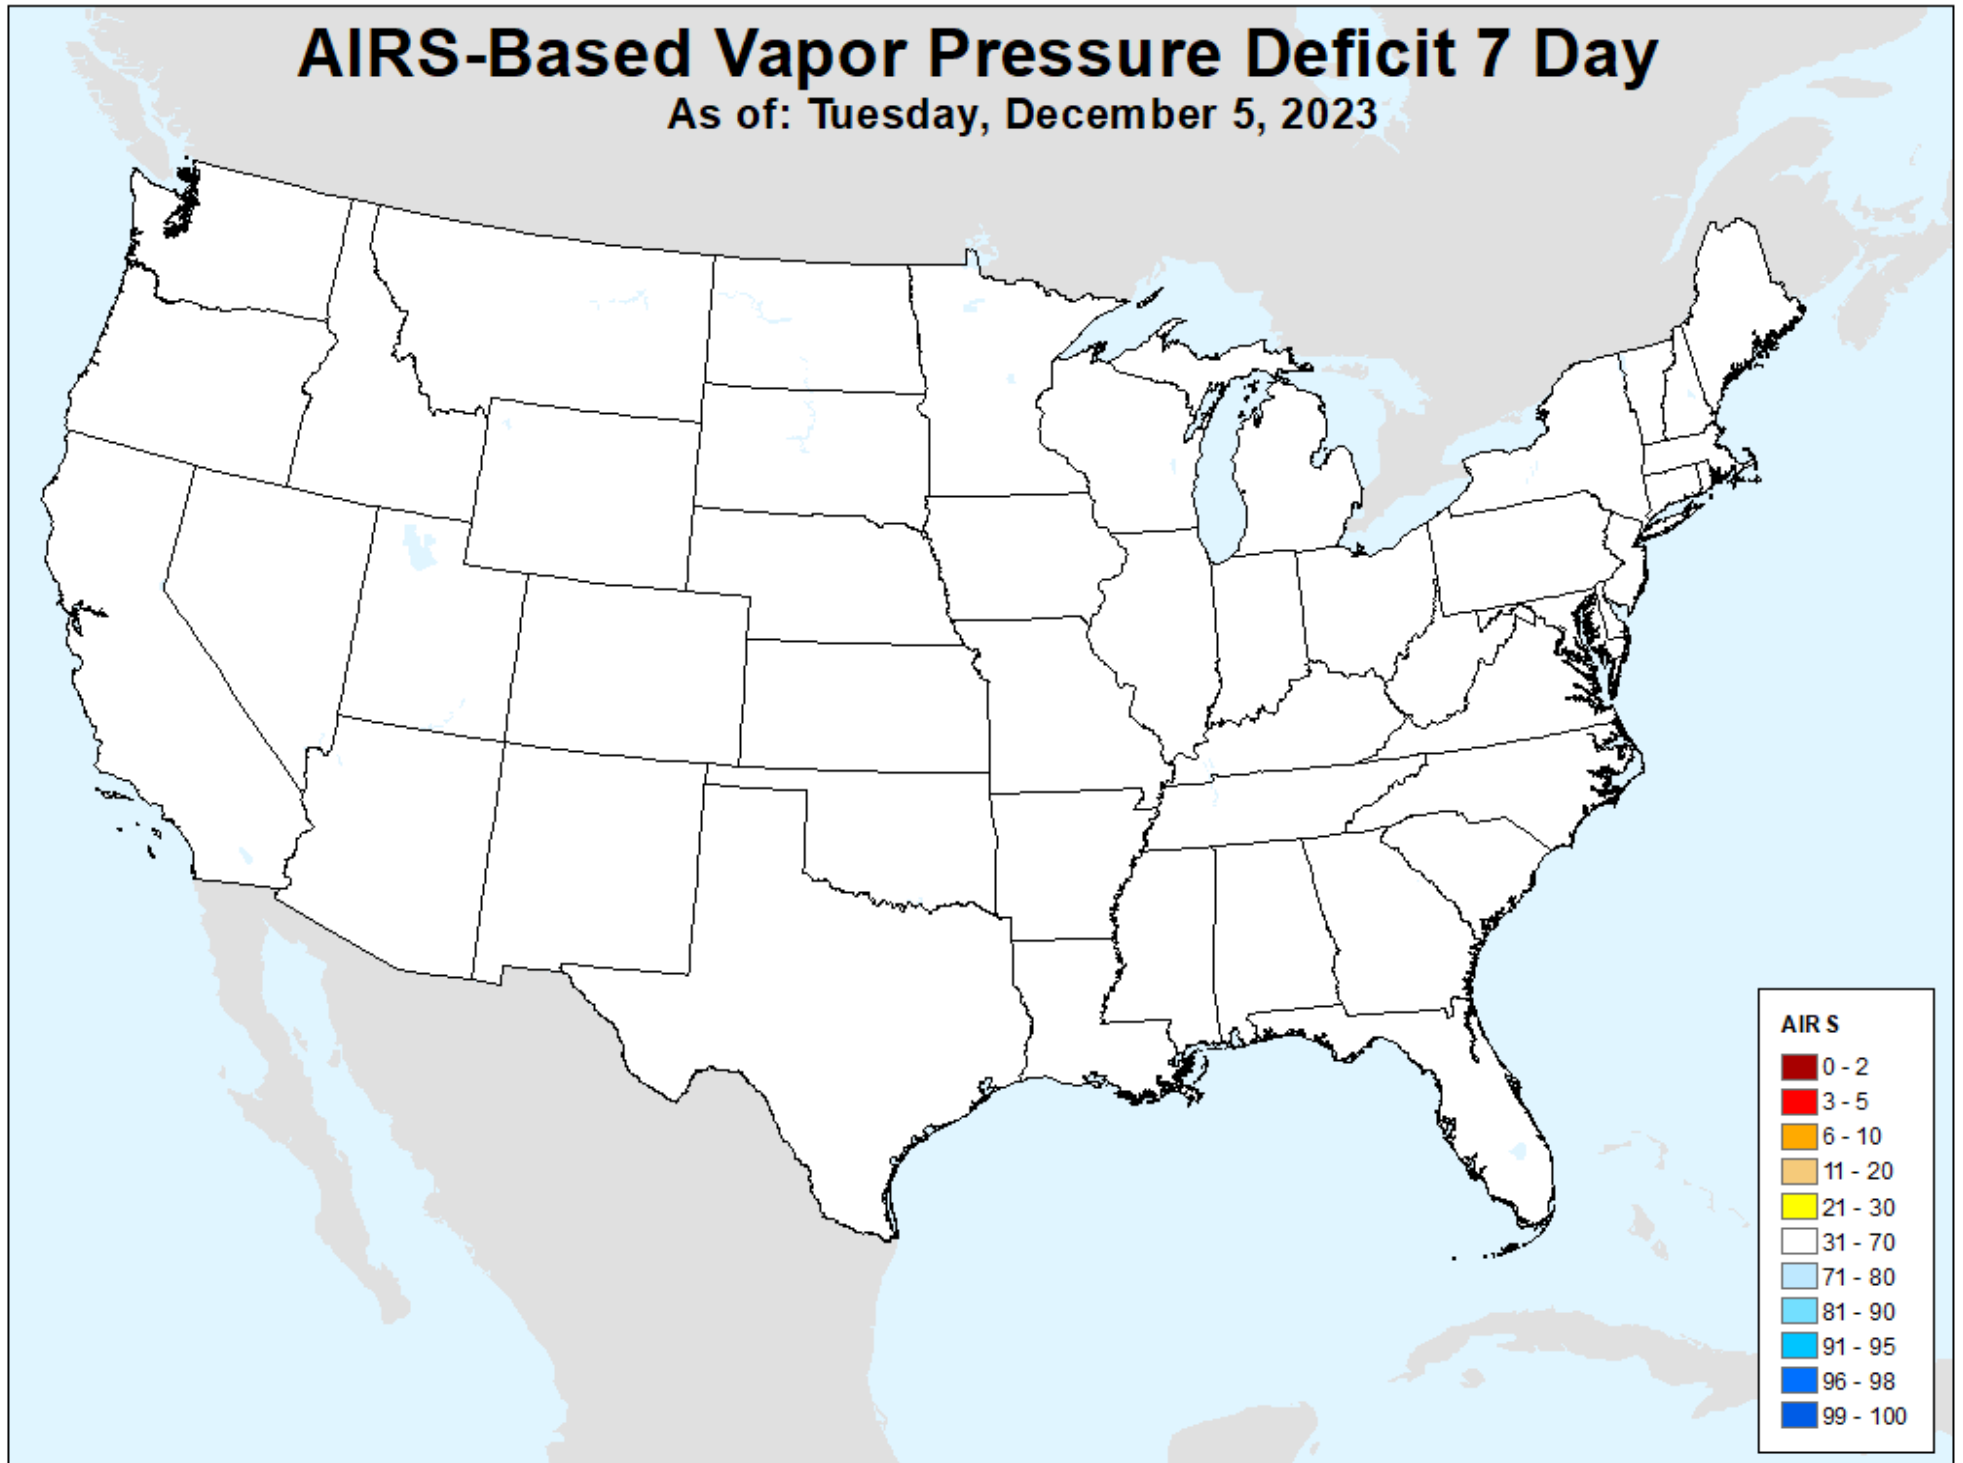 AIRS-Based Vapor Pressure Deficit 7 Day
As of: Tuesday, December 5, 2023
AIRS
0 - 2
3 - 5
6 - 10
11 - 20
21 - 30
31 - 70
71 - 80
81 - 90
91 - 95
96 - 98
99 - 100